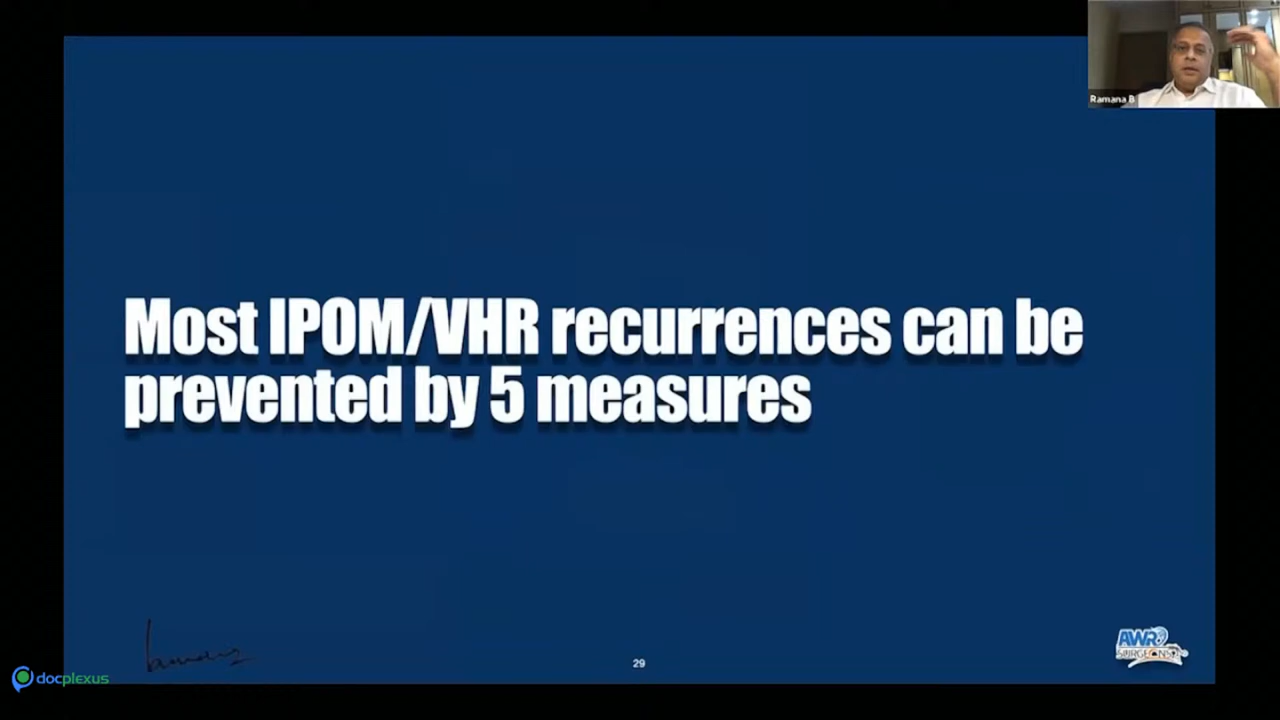 Ramana B
Most IPOM/VHR recurrences can be
prevented by 5 measures
29
AWR
SURGEONS
docplexus